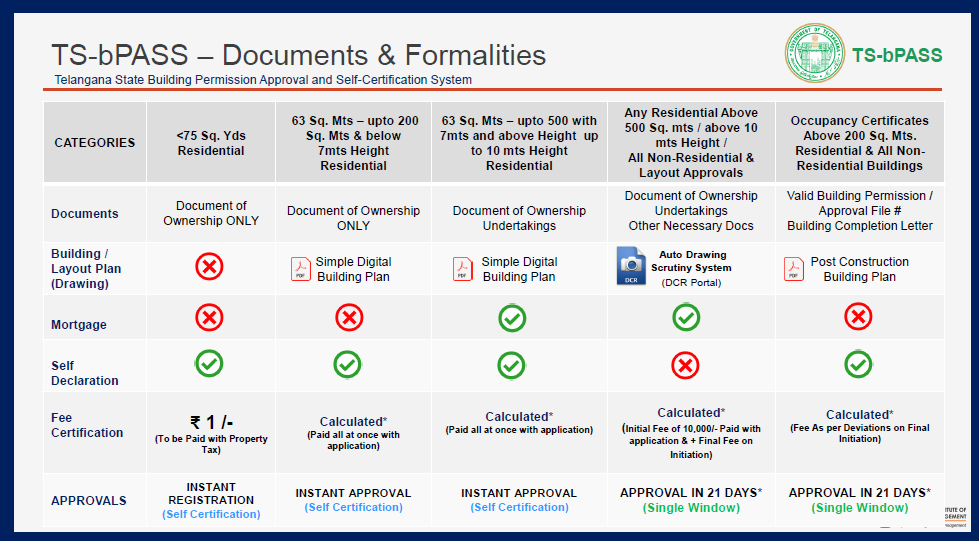 TS-bPASS – Documents & Formalities
Telangana State Building Permission Approval and Self-Certification System
GOVERNMENT OF TELANGANA
TS-bPASS
CATEGORIES
<75 Sq. Yds
Residential
63 Sq. Mts – upto 200
Sq. Mts & below
7mts Height
Residential
63 Sq. Mts – upto 500 with
7mts and above Height up
to 10 mts Height
Residential
Any Residential Above
500 Sq. mts / above 10
mts Height /
All Non-Residential &
Layout Approvals
Occupancy Certificates
Above 200 Sq. Mts.
Residential & All Non-
Residential Buildings
Documents
Document of
Ownership ONLY
Document of Ownership
ONLY
Document of Ownership
Undertakings
Document of Ownership
Undertakings
Other Necessary Docs
Valid Building Permission /
Approval File #
Building Completion Letter
Building /
Layout Plan
(Drawing)
PDF
Simple Digital
Building Plan
PDF
Simple Digital
Building Plan
DCR
Auto Drawing
Scrutiny System
(DCR Portal)
PDF
Post Construction
Building Plan
Mortgage
Self
Declaration
Fee
Certification
₹ 1 /-
(To be Paid with Property
Tax)
Calculated*
(Paid all at once with
application)
Calculated*
(Paid all at once with application)
Calculated*
(Initial Fee of 10,000/- Paid with
application & + Final Fee on
Initiation)
Calculated*
(Fee As per Deviations on Final
Initiation)
APPROVALS
INSTANT
REGISTRATION
(Self Certification)
INSTANT APPROVAL
(Self Certification)
INSTANT APPROVAL
(Self Certification)
APPROVAL IN 21 DAYS*
(Single Window)
APPROVAL IN 21 DAYS*
(Single Window)